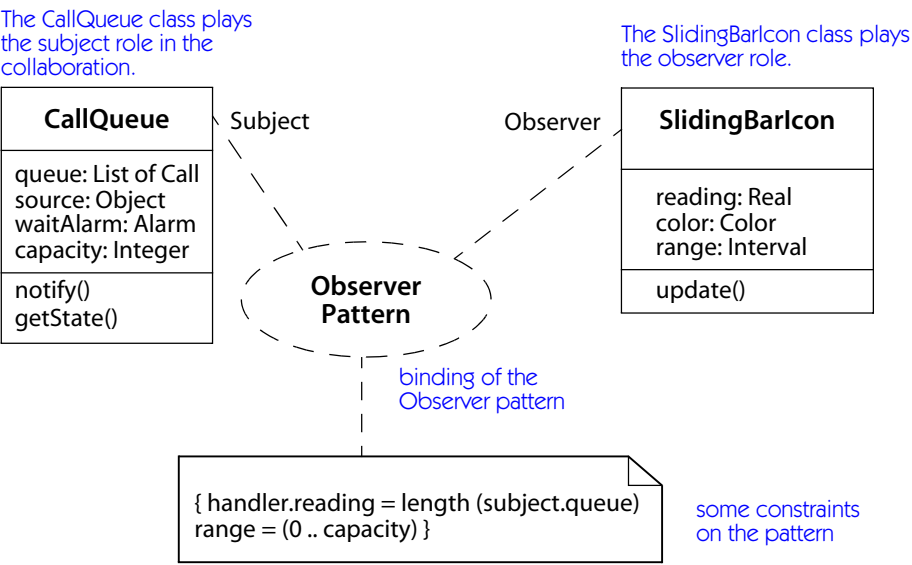 The CallQueue class plays
the subject role in the
collaboration.
The SlidingBarIcon class plays
the observer role.
CallQueue
Subject
Observer
SlidingBarIcon
queue: List of Call
source: Object
waitAlarm: Alarm
capacity: Integer
reading: Real
color: Color
range: Interval
notify()
getState()
Observer
Pattern
update()
binding of the
Observer pattern
{ handler.reading = length (subject.queue)
range = (0 .. capacity) }
some constraints
on the pattern